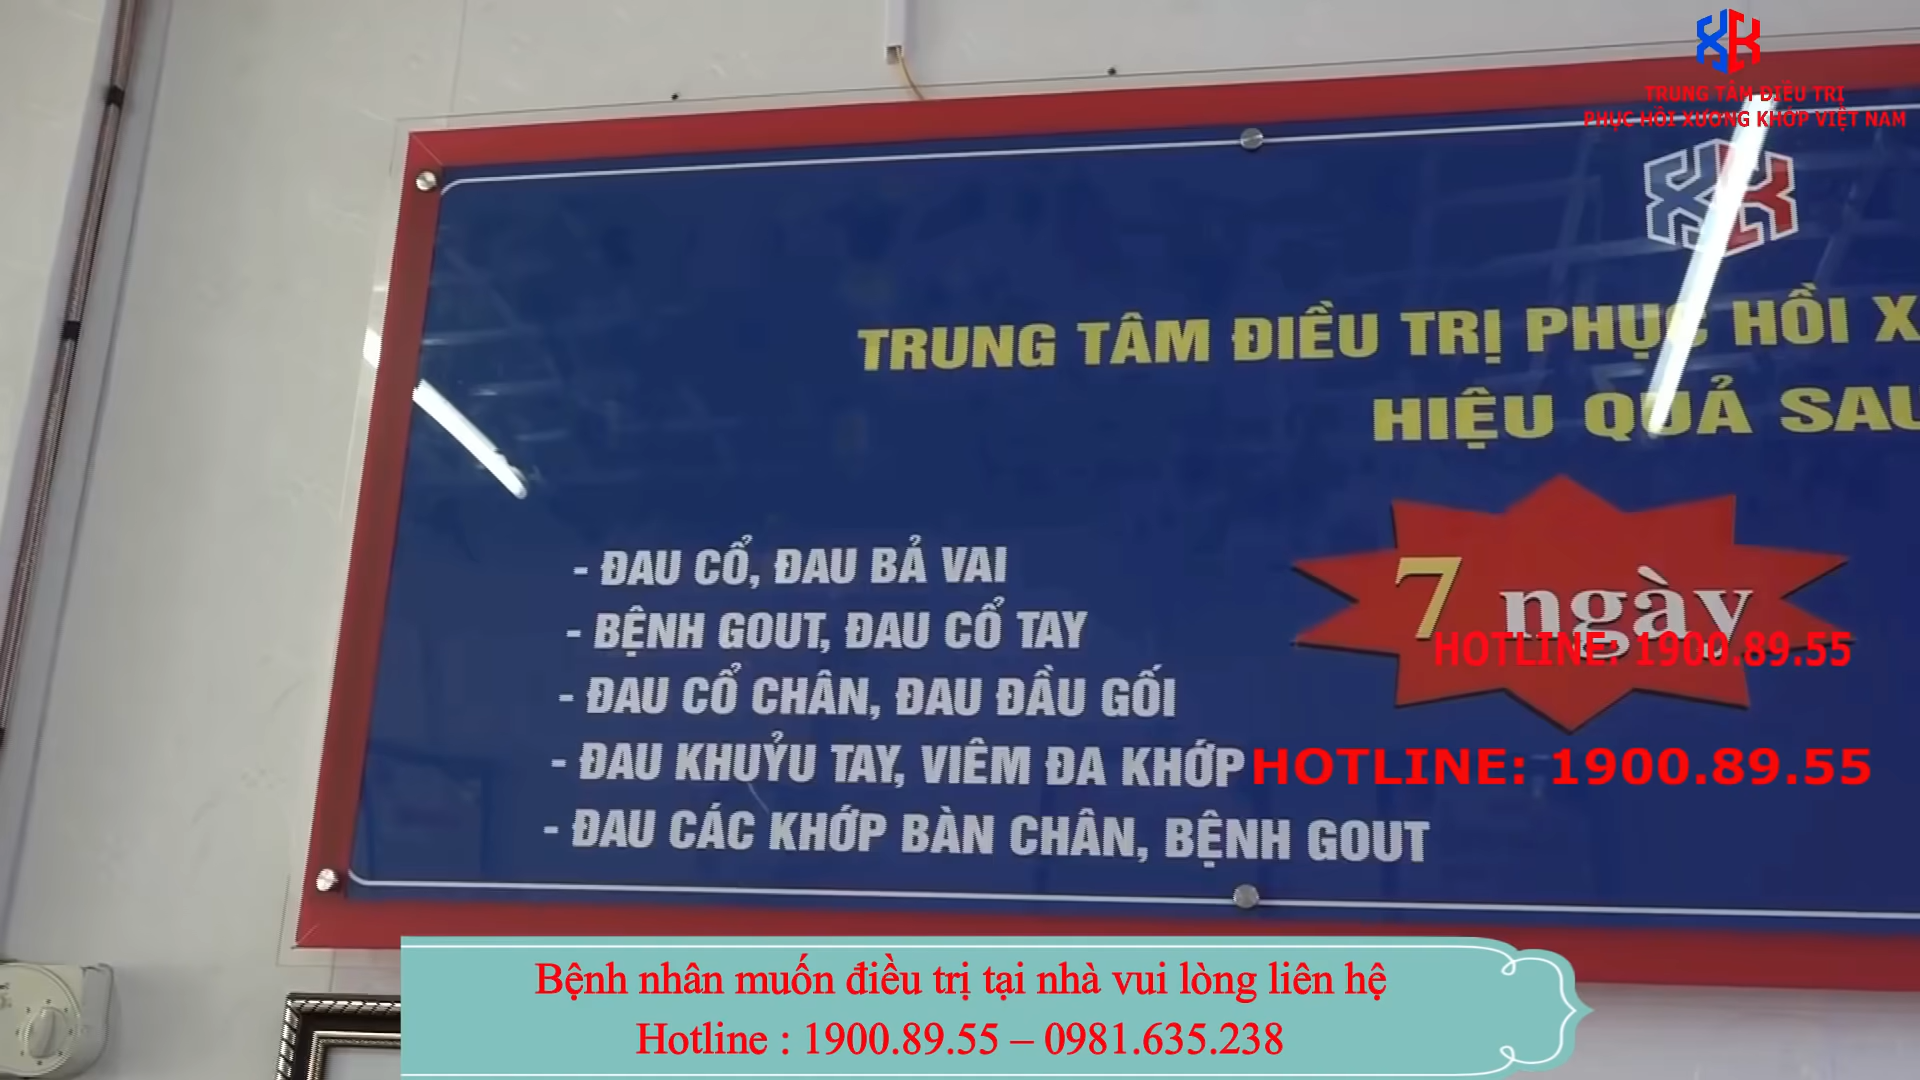 TRUNG TÂM ĐIỀU TRỊ
PHỤC HỒI XƯƠNG KHỚP VIỆT NAM
TRUNG TÂM ĐIỀU TRỊ PHỤC HỒI X
HIỆU QUẢ SAU
7 ngày
HOTLINE: 1900.89.55
- ĐAU CỔ, ĐAU BẢ VAI
- BỆNH GOUT, ĐAU CỔ TAY
- ĐAU CỔ CHÂN, ĐAU ĐẦU GỐI
- ĐAU KHUỶU TAY, VIÊM ĐA KHỚP
HOTLINE: 1900.89.55
- ĐAU CÁC KHỚP BÀN CHÂN, BỆNH GOUT
Bệnh nhân muốn điều trị tại nhà vui lòng liên hệ
Hotline : 1900.89.55 – 0981.635.238